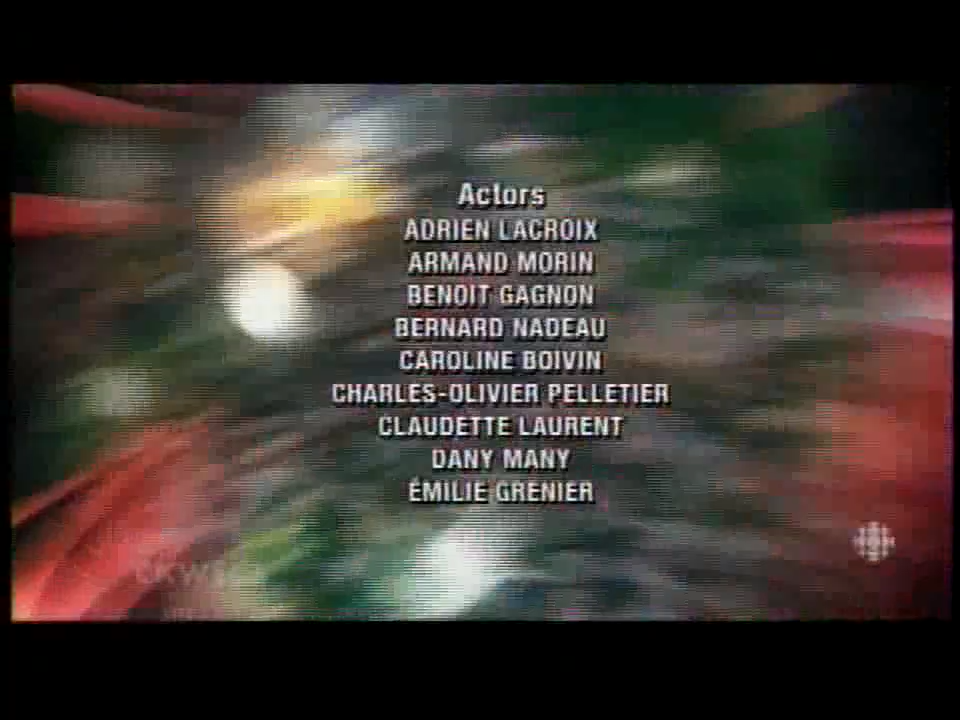 Actors
ADRIEN LACROIX
ARMAND MORIN
BENOIT GAGNON
BERNARD NADEAU
CAROLINE BOIVIN
CHARLES-OLIVIER PELLETIER
CLAUDETTE LAURENT
DANY MANY
ÉMILIE GRENIER